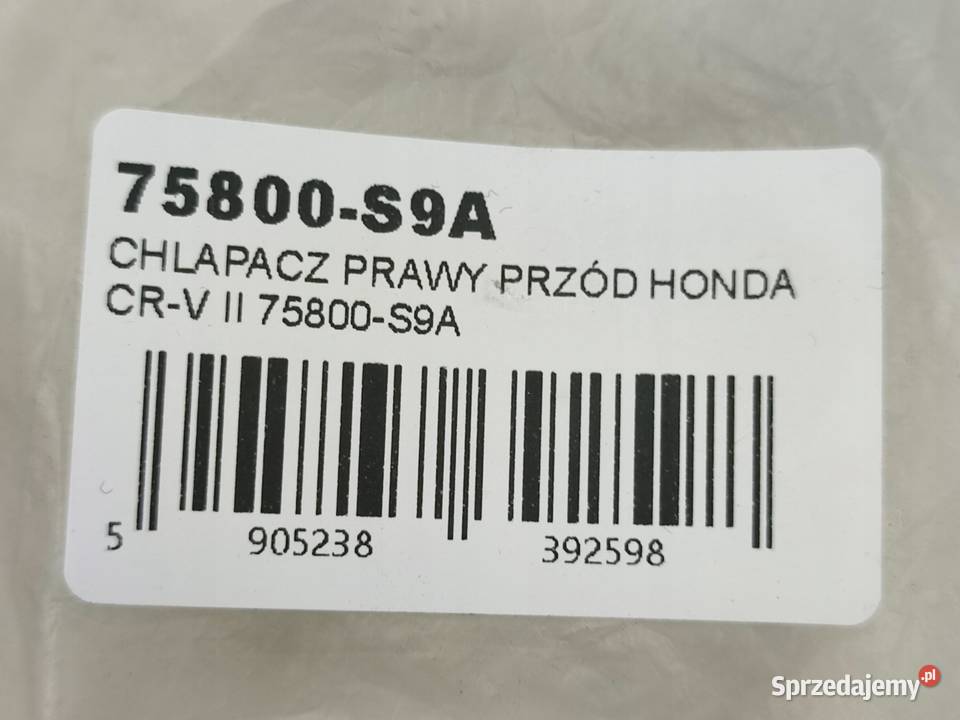 75800-S9A
CHLAPACZ PRAWY PRZÓD HONDA
CR-V II 75800-S9A
5 905238 392598
Sprzedajemy.pl